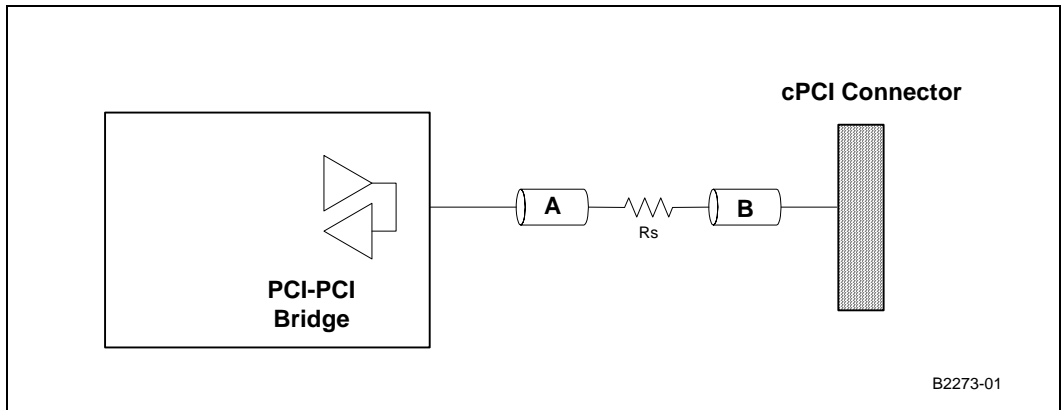 cPCI Connector
A
B
Rs
PCI-PCI
Bridge
B2273-01